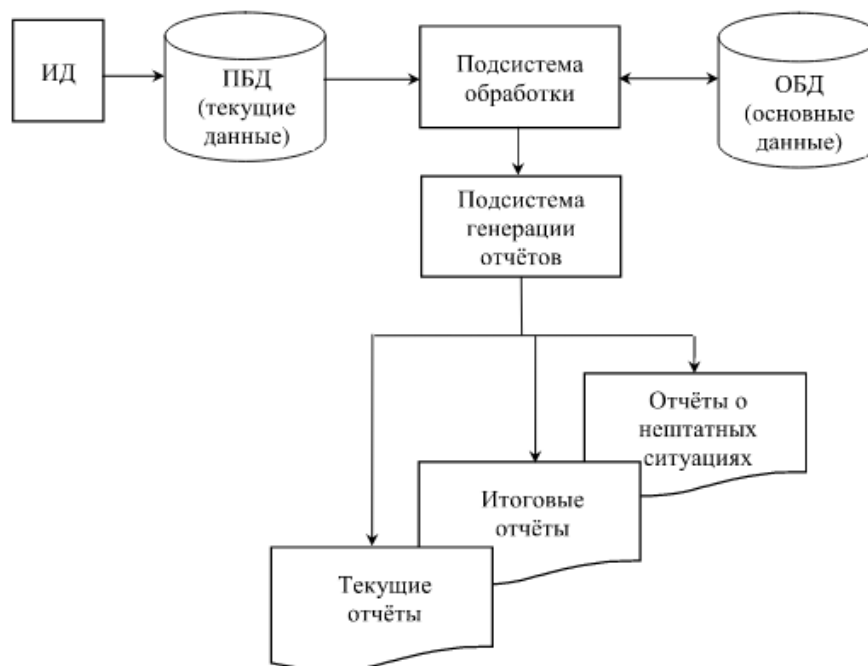 ИД
ПБД
(текущие
данные)
Подсистема
обработки
ОБД
(основные
данные)
Подсистема
генерации
отчётов
Отчёты о
нештатных
ситуациях
Итоговые
отчёты
Текущие
отчёты